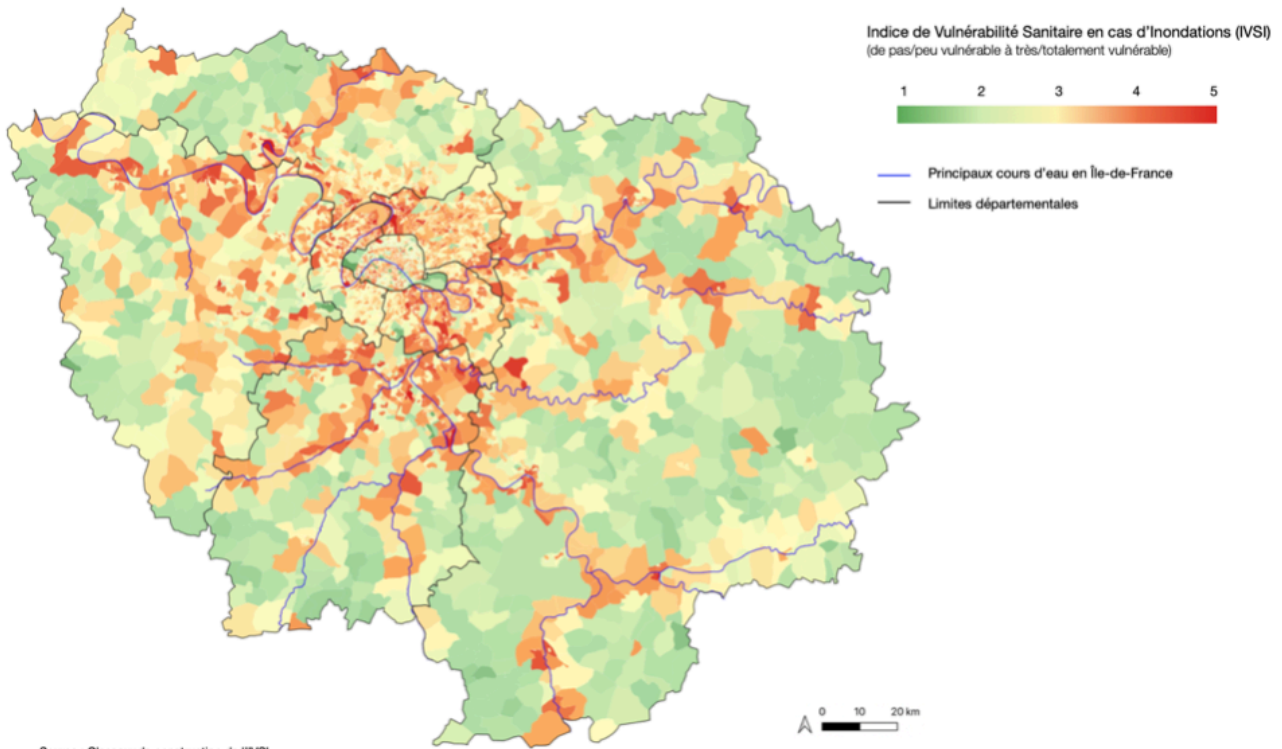 Indice de Vulnérabilité Sanitaire en cas d'Inondations (IVSI)
(de pas/peu vulnérable à très/totalement vulnérable)
1 2 3 4 5
Principaux cours d'eau en Île-de-France
Limites départementales
0 10 20 km